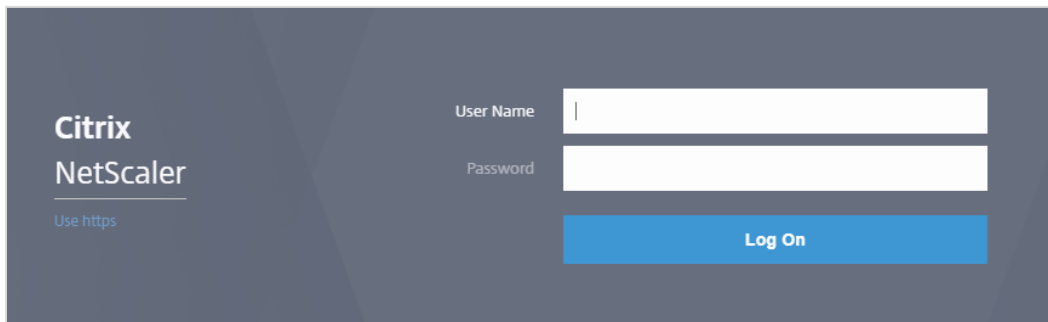 Citrix
NetScaler
Use https
User Name
Password
Log On